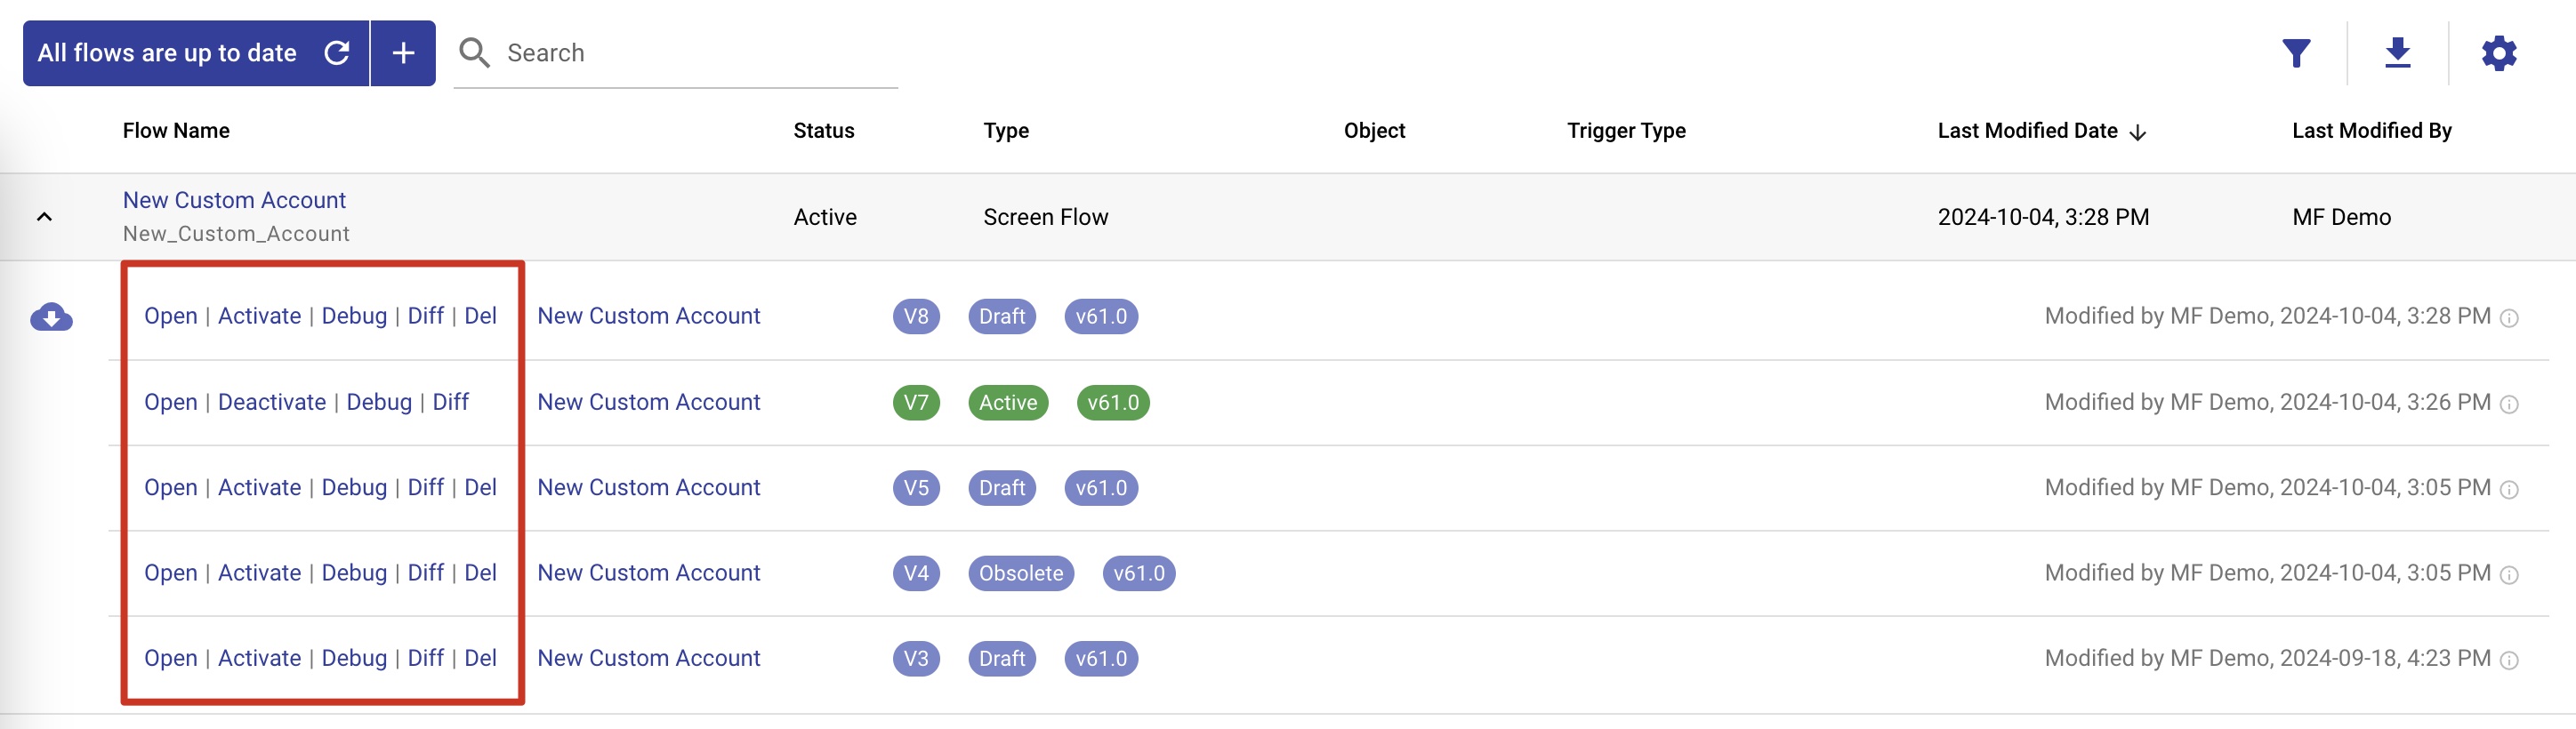 All flows are up to date + Search
Flow Name Status Type Object Trigger Type Last Modified Date ↓ Last Modified By
New Custom Account
New_Custom_Account Active Screen Flow 2024-10-04, 3:28 PM MF Demo
Open | Activate | Debug | Diff | Del New Custom Account V8 Draft v61.0 Modified by MF Demo, 2024-10-04, 3:28 PM
Open | Deactivate | Debug | Diff New Custom Account V7 Active v61.0 Modified by MF Demo, 2024-10-04, 3:26 PM
Open | Activate | Debug | Diff | Del New Custom Account V5 Draft v61.0 Modified by MF Demo, 2024-10-04, 3:05 PM
Open | Activate | Debug | Diff | Del New Custom Account V4 Obsolete v61.0 Modified by MF Demo, 2024-10-04, 3:05 PM
Open | Activate | Debug | Diff | Del New Custom Account V3 Draft v61.0 Modified by MF Demo, 2024-09-18, 4:23 PM